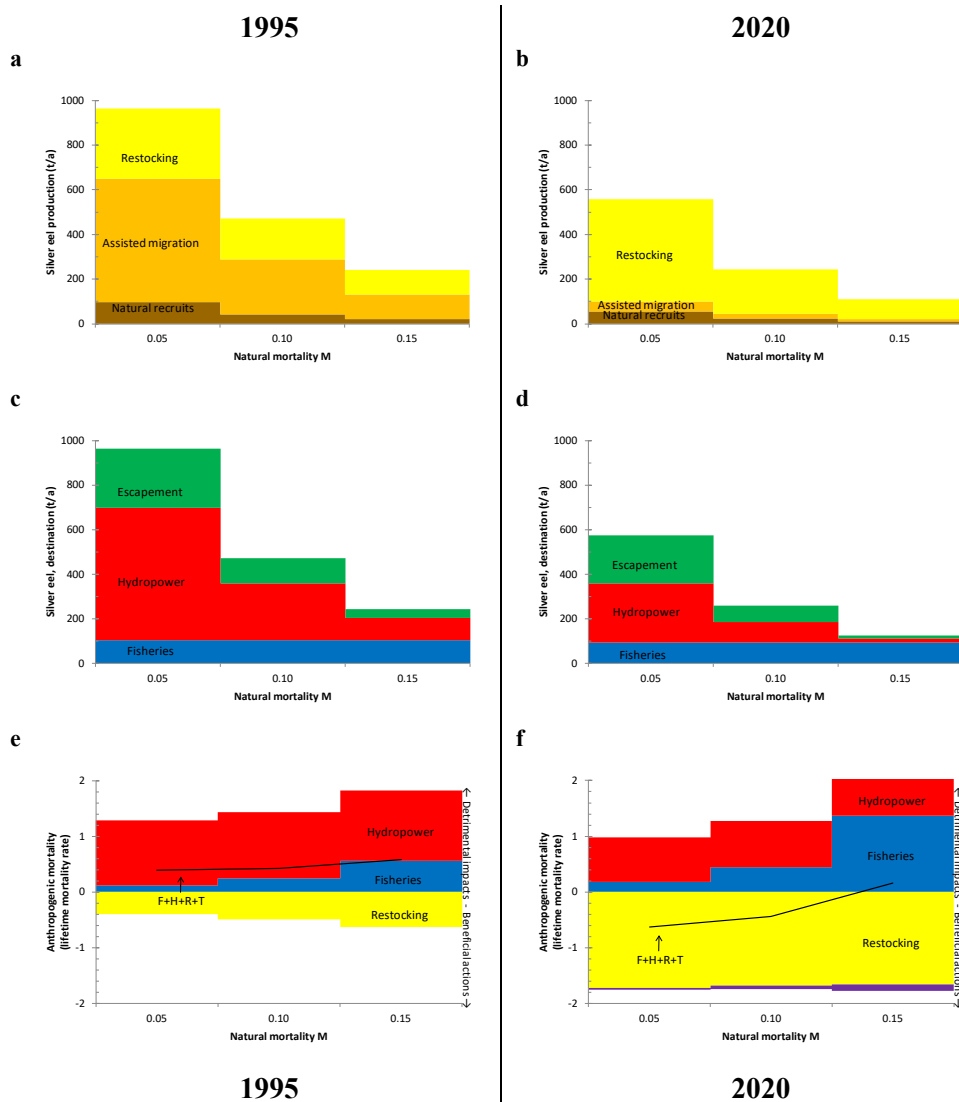 1995
2020
a
b
Silver eel production (t/a)
1000
800
600
400
200
0
Restocking
Assisted migration
Natural recruits
0.05
0.10
0.15
Natural mortality M
Silver eel production (t/a)
1000
800
600
400
200
0
Restocking
Assisted migration
Natural recruits
0.05
0.10
0.15
Natural mortality M
c
d
Silver eel, destination (t/a)
1000
800
600
400
200
0
Escapement
Hydropower
Fisheries
0.05
0.10
0.15
Natural mortality M
Silver eel, destination (t/a)
1000
800
600
400
200
0
Escapement
Hydropower
Fisheries
0.05
0.10
0.15
Natural mortality M
e
f
Anthropogenic mortality
(lifetime mortality rate)
2
1
0
-1
-2
Hydropower
Fisheries
Restocking
F+H+R+T
← Detrimental impacts - Beneficial actions →
0.05
0.10
0.15
Natural mortality M
Anthropogenic mortality
(lifetime mortality rate)
2
1
0
-1
-2
Hydropower
Fisheries
Restocking
F+H+R+T
← Detrimental impacts - Beneficial actions →
0.05
0.10
0.15
Natural mortality M
1995
2020